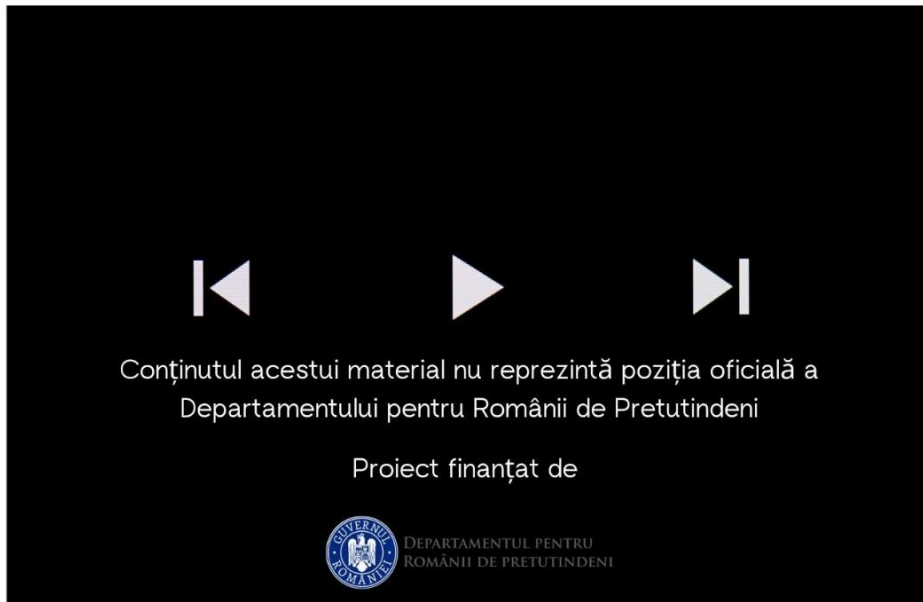 Conținutul acestui material nu reprezintă poziția oficială a
Departamentului pentru Românii de Pretutindeni
Proiect finanțat de
GUVERNUL ROMÂNIEI
DEPARTAMENTUL PENTRU
ROMÂNII DE PRETUTINDENI